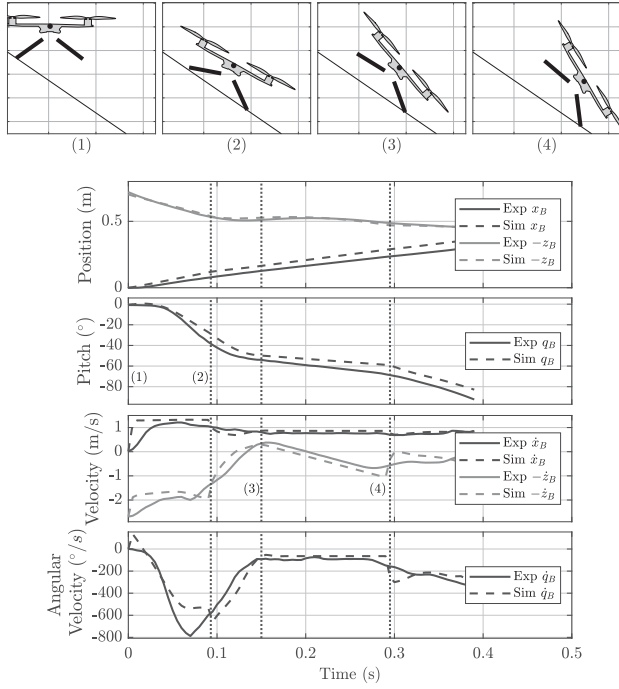 (1)
(2)
(3)
(4)
Position (m)
0.5
0
Exp x_B
Sim x_B
Exp −z_B
Sim −z_B
Pitch (°)
0
-20
-40
-60
-80
(1)
(2)
Exp q_B
Sim q_B
Velocity (m/s)
1
0
-1
-2
(3)
(4)
Exp ẋ_B
Sim ẋ_B
Exp −ż_B
Sim −ż_B
Angular
Velocity (°/s)
0
-200
-400
-600
-800
Exp q̇_B
Sim q̇_B
0
0.1
0.2
0.3
0.4
0.5
Time (s)